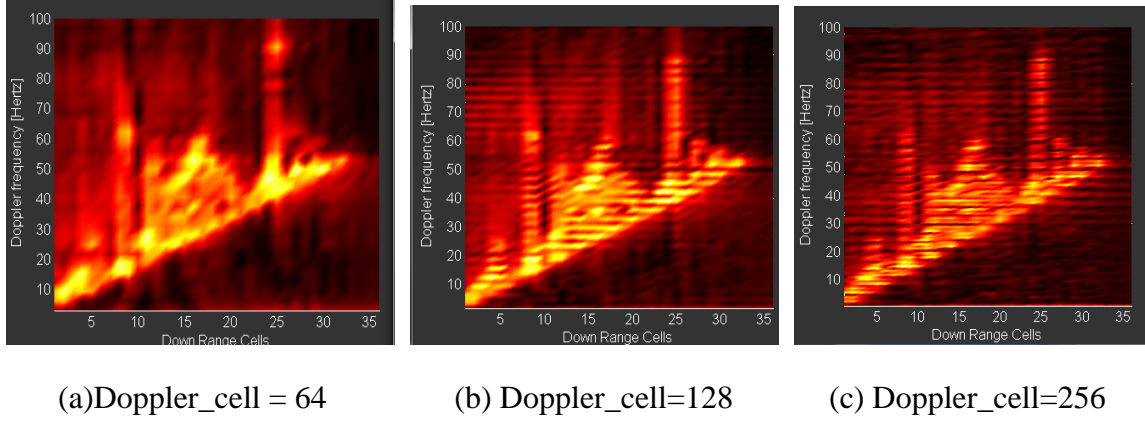 100
90
80
70
60
50
40
30
20
10
Doppler frequency [Hertz]
5 10 15 20 25 30 35
Down Range Cells
100
90
80
70
60
50
40
30
20
10
Doppler frequency [Hertz]
5 10 15 20 25 30 35
Down Range Cells
100
90
80
70
60
50
40
30
20
10
Doppler frequency [Hertz]
5 10 15 20 25 30 35
Down Range Cells
(a)Doppler_cell = 64
(b) Doppler_cell=128
(c) Doppler_cell=256